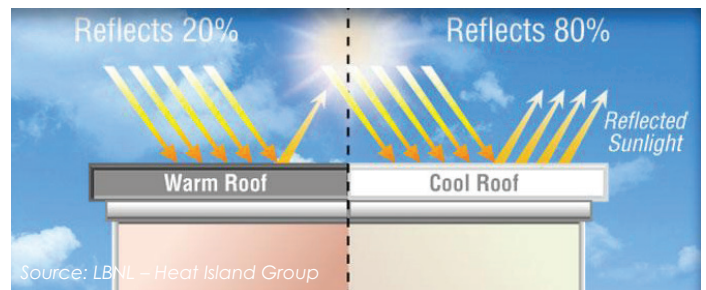 Reflects 20%
Reflects 80%
Reflected
Sunlight
Warm Roof
Cool Roof
Source: LBNL – Heat Island Group